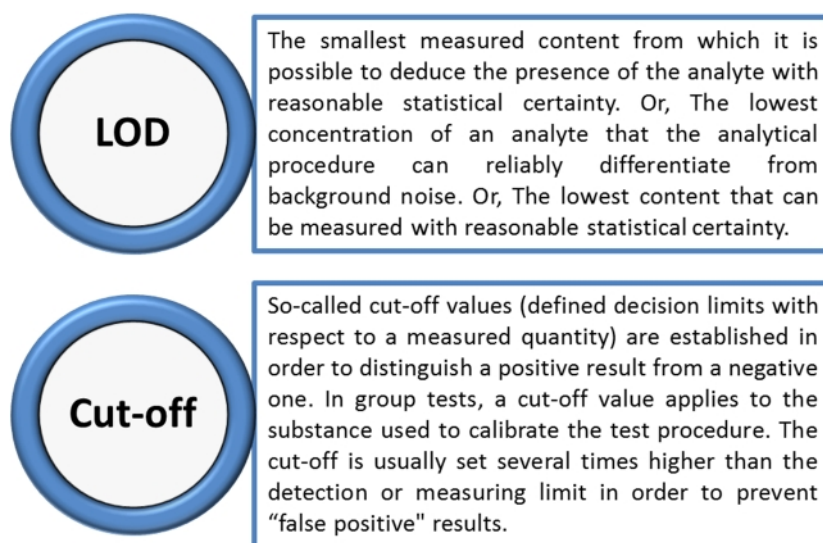 LOD
The smallest measured content from which it is
possible to deduce the presence of the analyte with
reasonable statistical certainty. Or, The lowest
concentration of an analyte that the analytical
procedure can reliably differentiate from
background noise. Or, The lowest content that can
be measured with reasonable statistical certainty.
Cut-off
So-called cut-off values (defined decision limits with
respect to a measured quantity) are established in
order to distinguish a positive result from a negative
one. In group tests, a cut-off value applies to the
substance used to calibrate the test procedure. The
cut-off is usually set several times higher than the
detection or measuring limit in order to prevent
“false positive" results.